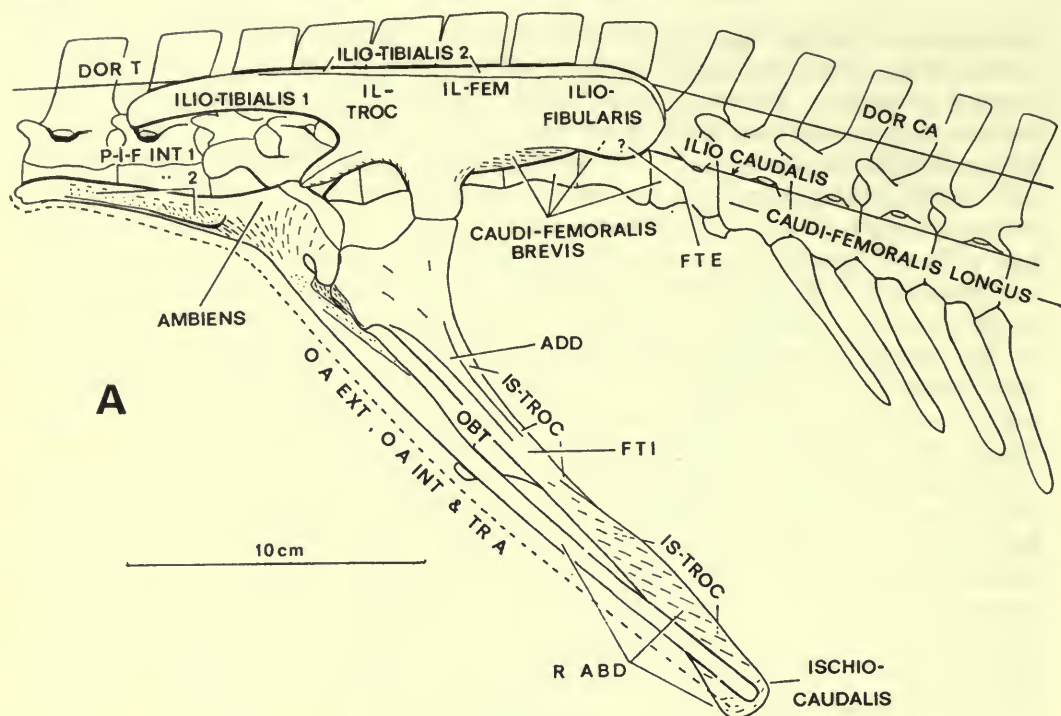 ILIO-TIBIALIS 2
DOR T
ILIO-TIBIALIS 1
IL-
TROC
IL-FEM
ILIO-
FIBULARIS
?
DOR CA
P-I-F INT 1
" 2
ILIO CAUDALIS
CAUDI-FEMORALIS
BREVIS
FTE
CAUDI-FEMORALIS LONGUS
AMBIENS
ADD
IS-TROC
A
OBT
FTI
O A EXT, O A INT & TR A
IS-TROC
10cm
R ABD
ISCHIO-
CAUDALIS